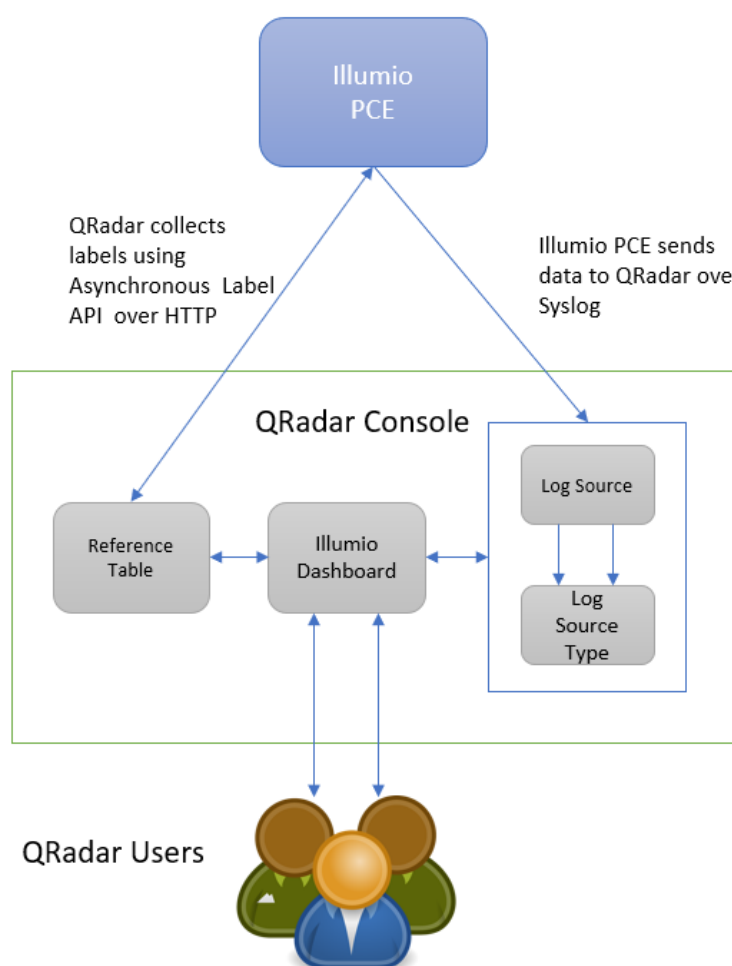 Illumio
PCE
QRadar collects
labels using
Asynchronous Label
API over HTTP
Illumio PCE sends
data to QRadar ove
Syslog
QRadar Console
Log Source
Reference
Table
Illumio
Dashboard
Log
Source
Type
QRadar Users